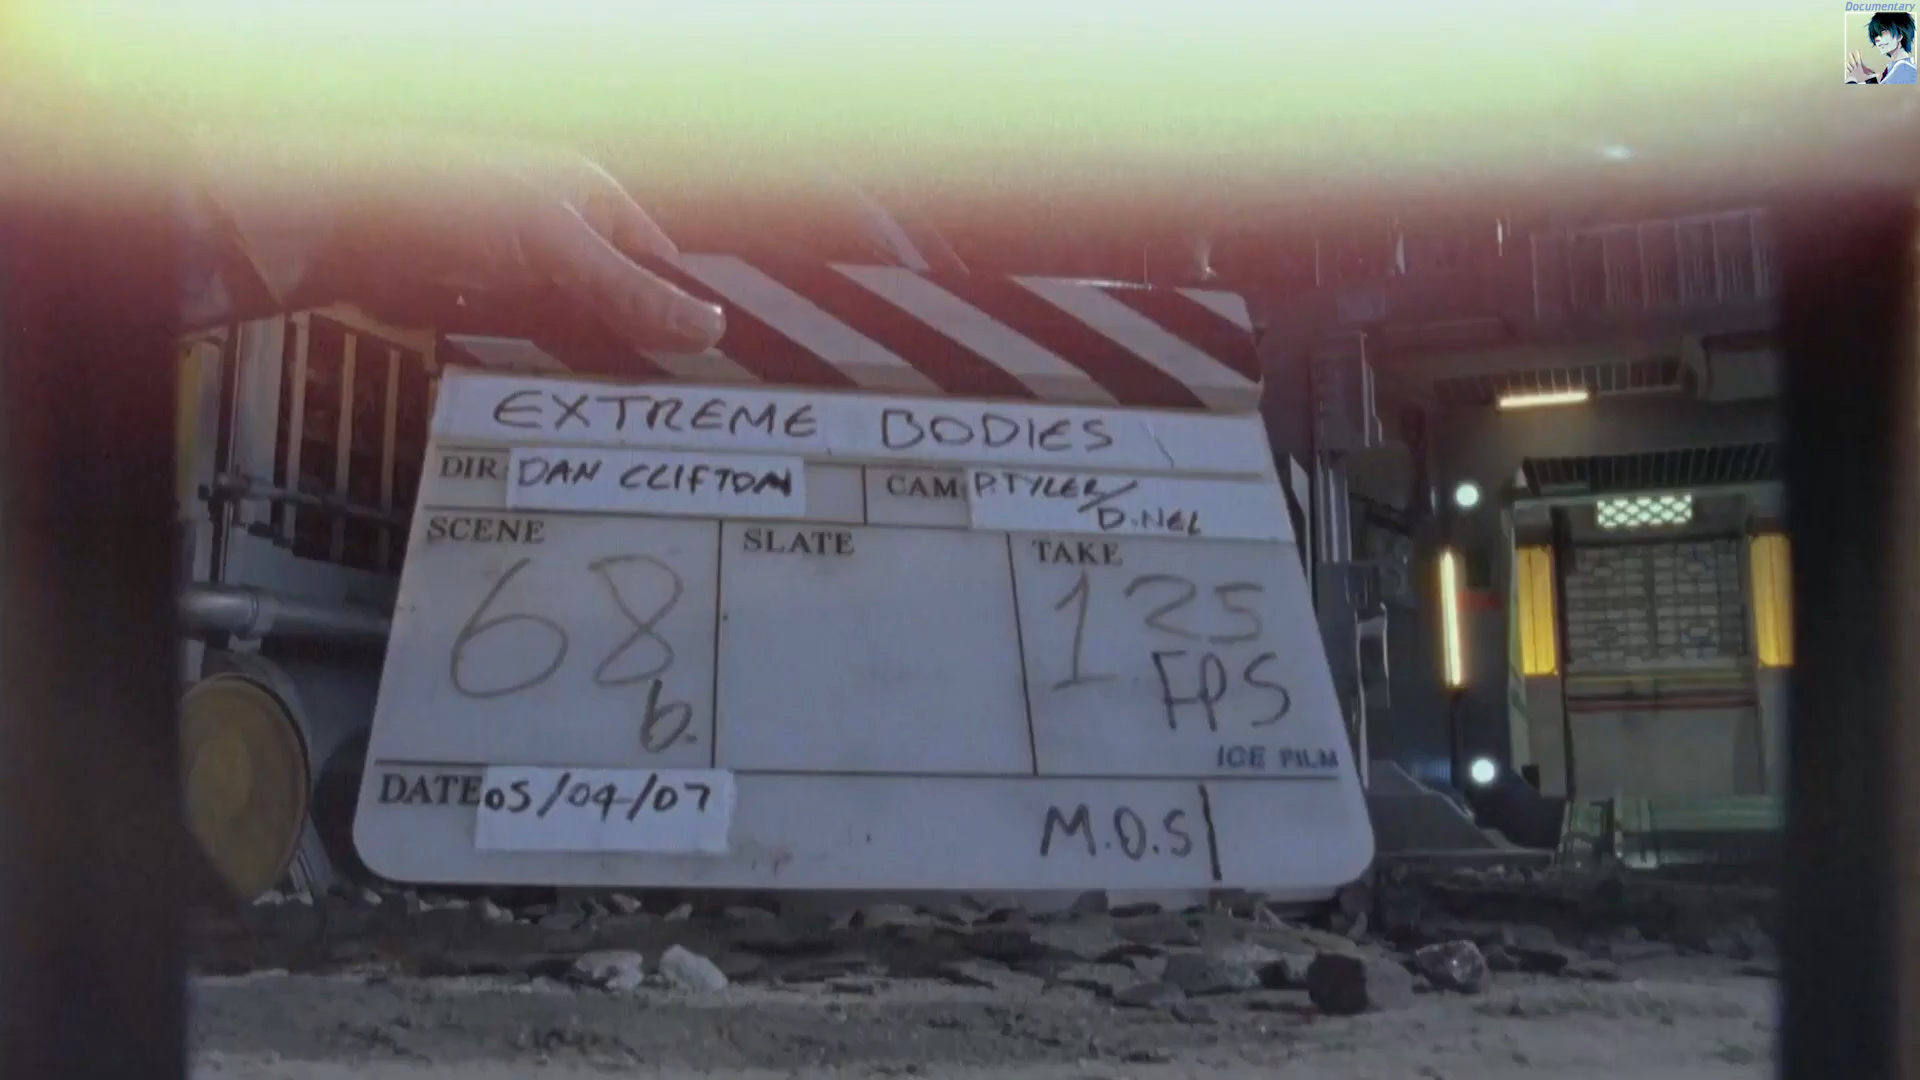 Documentary
EXTREME BODIES
DIR: DAN CLIFTON CAM: P.TYLER/D.NEL
SCENE SLATE TAKE
68 b. 1 25 FPS
ICE FILM
DATE 05/04/07 M.O.S